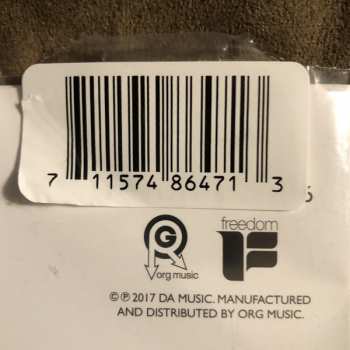 7 11574 86471 3
freedom
org music
©℗ 2017 DA MUSIC. MANUFACTURED
AND DISTRIBUTED BY ORG MUSIC.